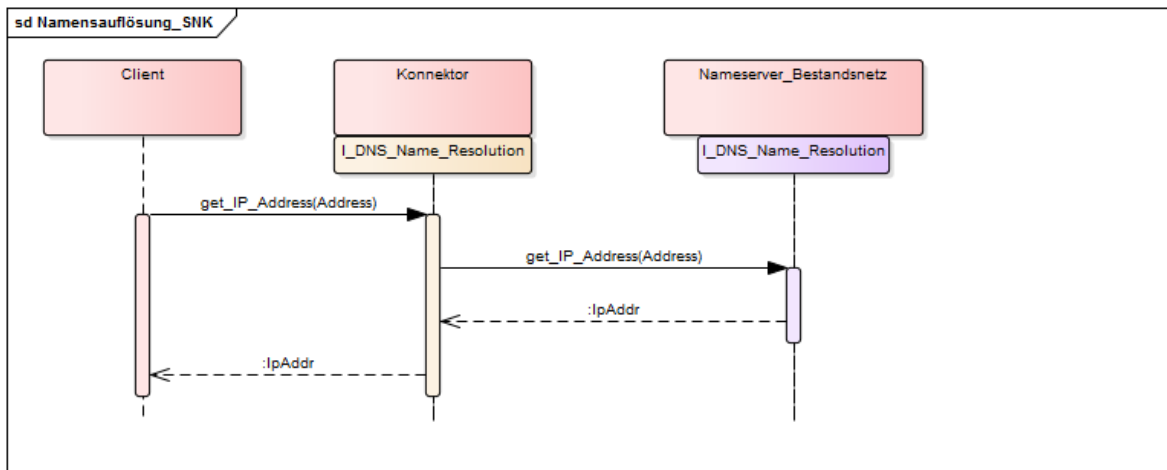 sd Namensauflösung_SNK
Client
Konnektor
Nameserver_Bestandsnetz
I_DNS_Name_Resolution
I_DNS_Name_Resolution
get_IP_Address(Address)
get_IP_Address(Address)
:IpAddr
:IpAddr